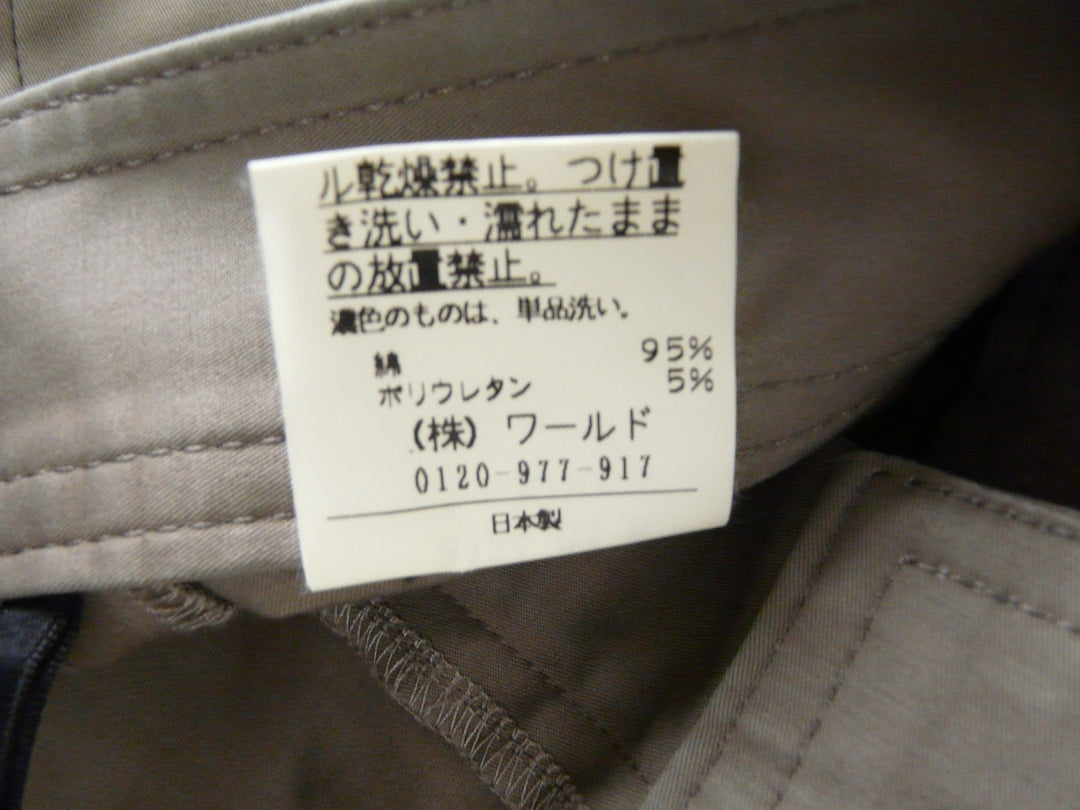 ル乾燥禁止。つけ置
き洗い・濡れたまま
の放置禁止。
濃色のものは、単品洗い。
綿 95%
ポリウレタン 5%
(株) ワールド
0120-977-917
日本製